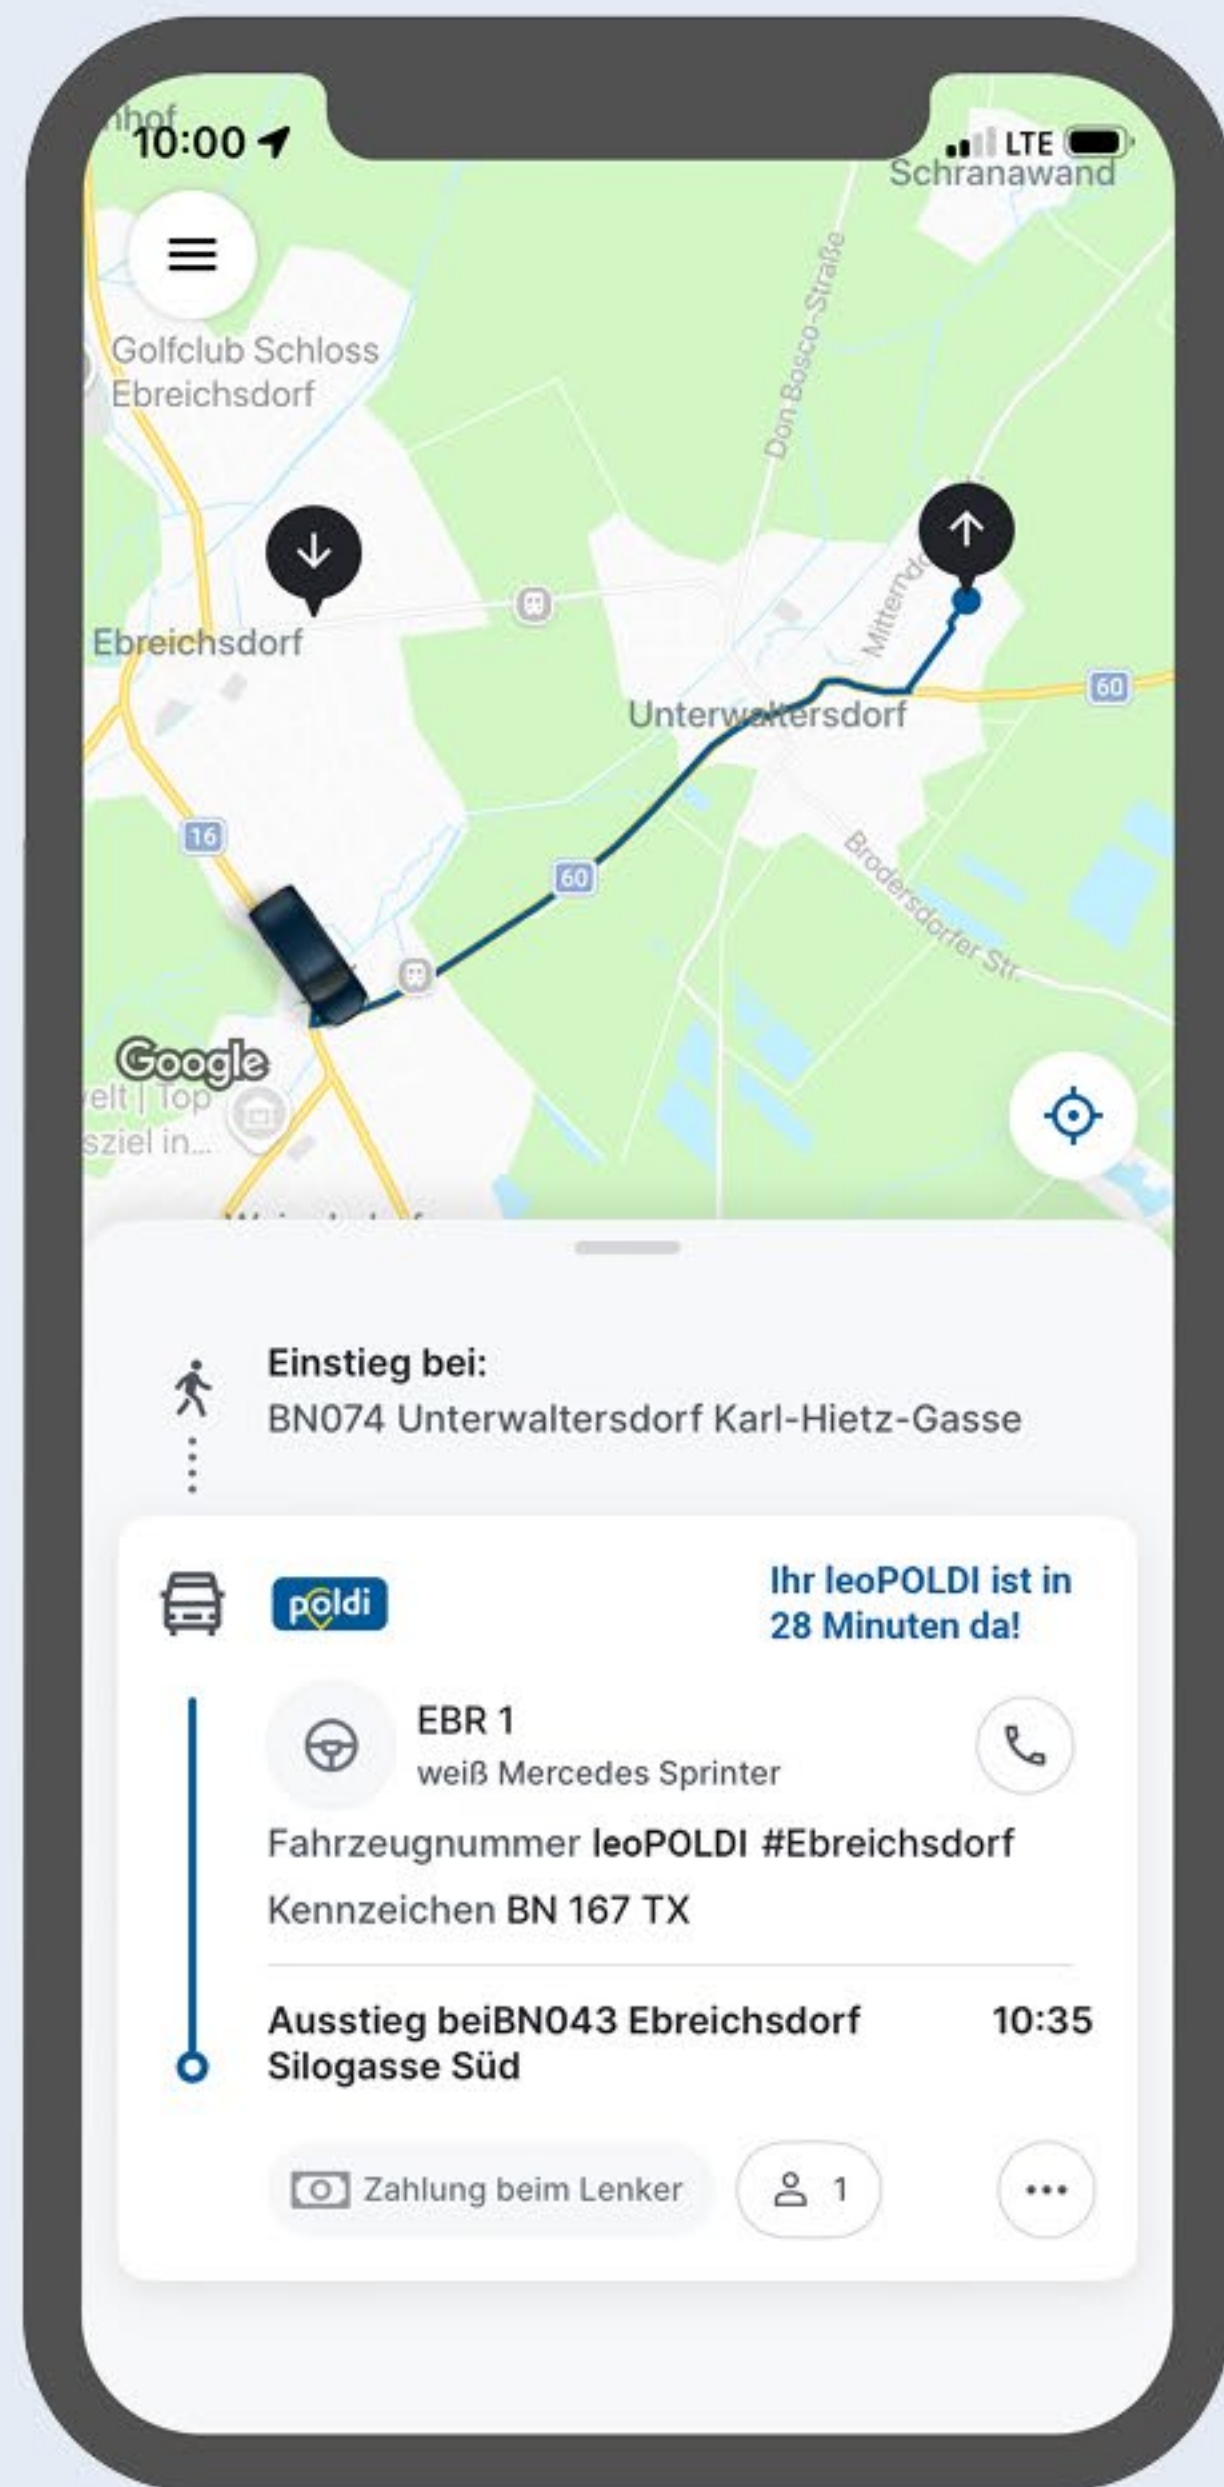 10:00
LTE
Schranawand
Golfclub Schloss
Ebreichsdorf
Don Bosco-Straße
Ebreichsdorf
Unterwaltersdorf
60
16
60
Brodersdorfer Str.
Google
Einstieg bei:
BN074 Unterwaltersdorf Karl-Hietz-Gasse
poldi
Ihr leoPOLDI ist in
28 Minuten da!
EBR 1
weiß Mercedes Sprinter
Fahrzeugnummer leoPOLDI #Ebreichsdorf
Kennzeichen BN 167 TX
Ausstieg beiBN043 Ebreichsdorf 10:35
Silogasse Süd
Zahlung beim Lenker
1